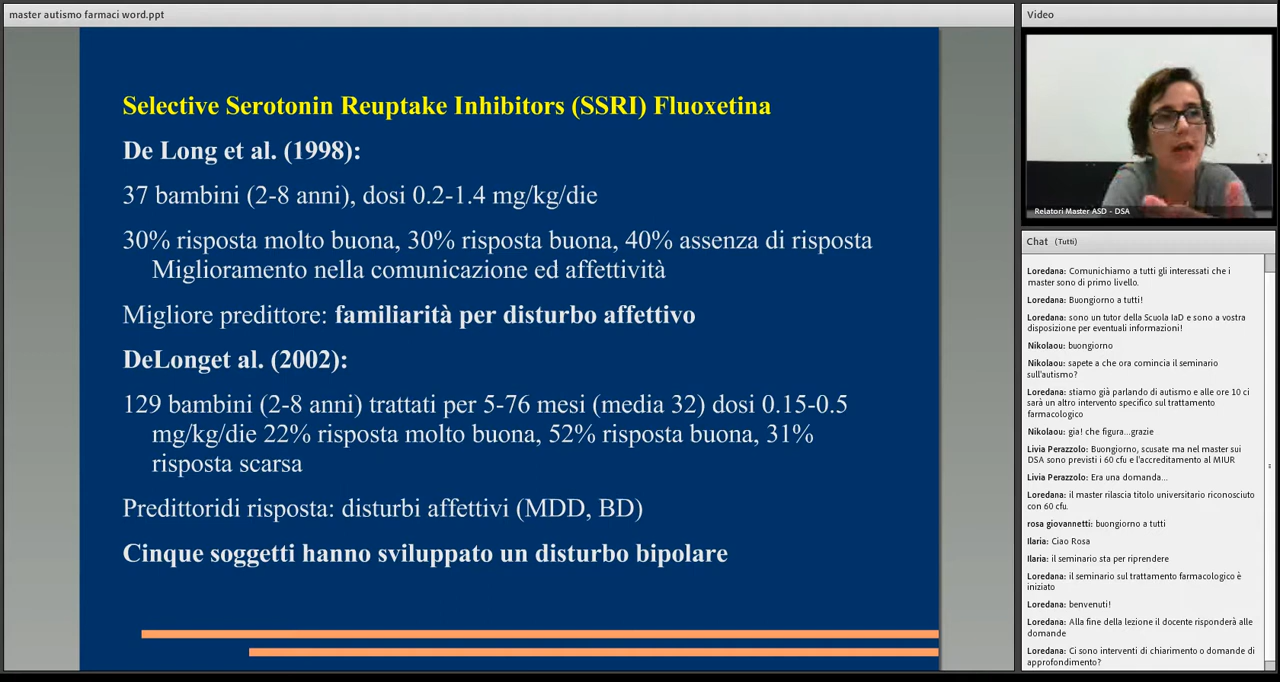 master autismo farmaci word.ppt
Selective Serotonin Reuptake Inhibitors (SSRI) Fluoxetina
De Long et al. (1998):
37 bambini (2-8 anni), dosi 0.2-1.4 mg/kg/die
30% risposta molto buona, 30% risposta buona, 40% assenza di risposta
Miglioramento nella comunicazione ed affettività
Migliore predittore: familiarità per disturbo affettivo
DeLonget al. (2002):
129 bambini (2-8 anni) trattati per 5-76 mesi (media 32) dosi 0.15-0.5
mg/kg/die 22% risposta molto buona, 52% risposta buona, 31%
risposta scarsa
Predittoridi risposta: disturbi affettivi (MDD, BD)
Cinque soggetti hanno sviluppato un disturbo bipolare
Video
Relatori Master ASD - DSA
Chat (Tutti)
Loredana: Comunichiamo a tutti gli interessati che i
master sono di primo livello.
Loredana: Buongiorno a tutti!
Loredana: sono un tutor della Scuola IaD e sono a vostra
disposizione per eventuali informazioni!
Nikolaou: buongiorno
Nikolaou: sapete a che ora comincia il seminario
sull'autismo?
Loredana: stiamo già parlando di autismo e alle ore 10 ci
sarà un altro intervento specifico sul trattamento
farmacologico
Nikolaou: gia! che figura...grazie
Livia Perazzolo: Buongiorno, scusate ma nel master sui
DSA sono previsti i 60 cfu e l'accreditamento al MIUR
Livia Perazzolo: Era una domanda...
Loredana: il master rilascia titolo universitario riconosciuto
con 60 cfu.
rosa giovannetti: buongiorno a tutti
Ilaria: Ciao Rosa
Ilaria: il seminario sta per riprendere
Loredana: il seminario sul trattamento farmacologico è
iniziato
Loredana: benvenuti!
Loredana: Alla fine della lezione il docente risponderà alle
domande
Loredana: Ci sono interventi di chiarimento o domande di
approfondimento?